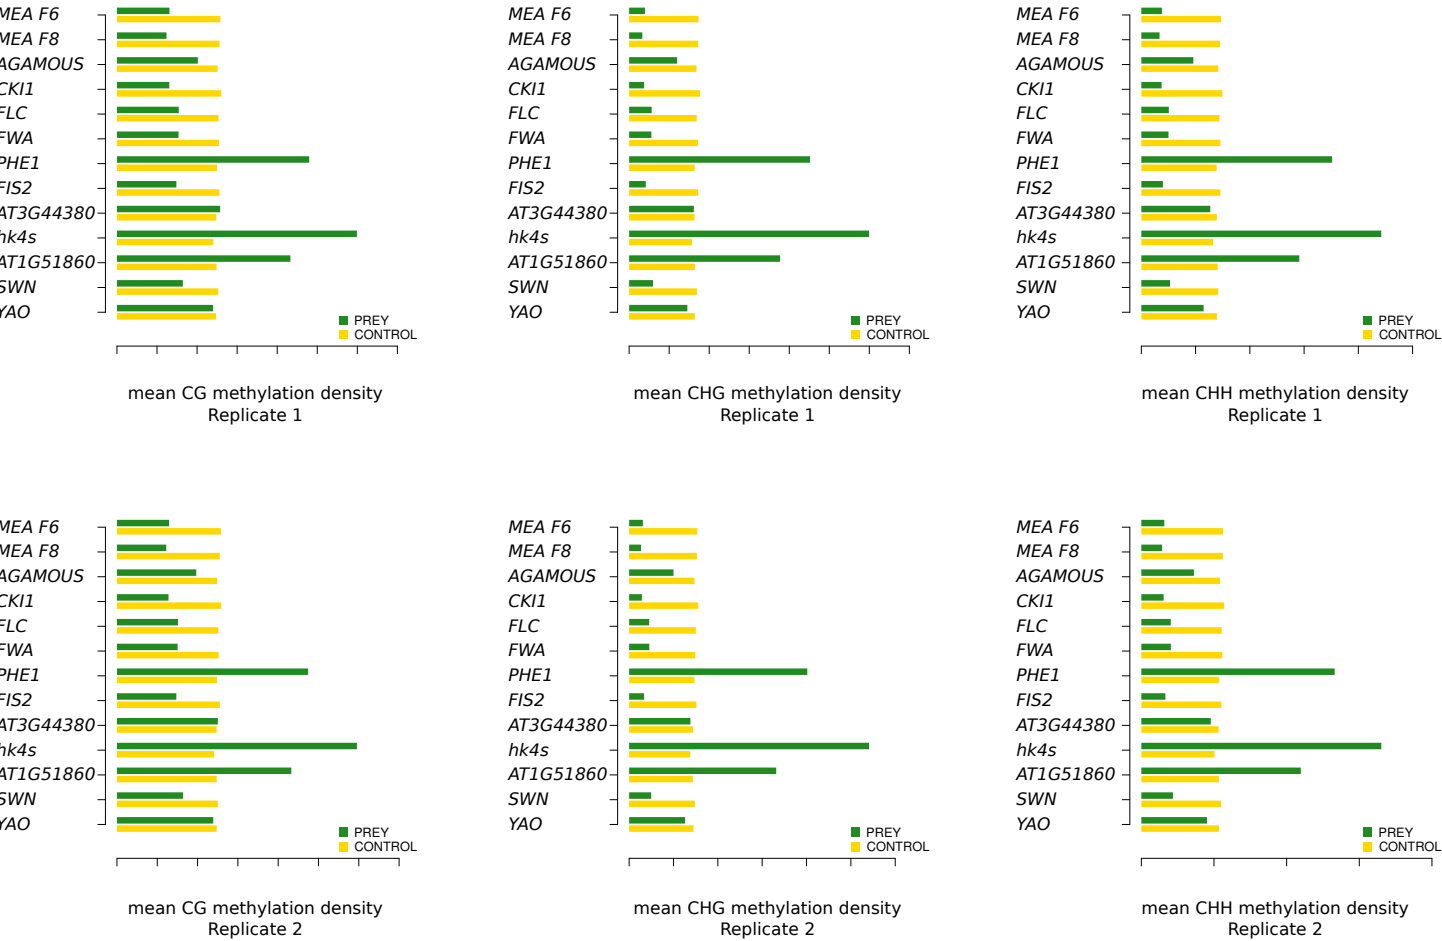 MEA F6
MEA F8
AGAMOUS
CKI1
FLC
FWA
PHE1
FIS2
AT3G44380
hk4s
AT1G51860
SWN
YAO
PREY
CONTROL
mean CG methylation density
Replicate 1
MEA F6
MEA F8
AGAMOUS
CKI1
FLC
FWA
PHE1
FIS2
AT3G44380
hk4s
AT1G51860
SWN
YAO
PREY
CONTROL
mean CHG methylation density
Replicate 1
MEA F6
MEA F8
AGAMOUS
CKI1
FLC
FWA
PHE1
FIS2
AT3G44380
hk4s
AT1G51860
SWN
YAO
PREY
CONTROL
mean CHH methylation density
Replicate 1
MEA F6
MEA F8
AGAMOUS
CKI1
FLC
FWA
PHE1
FIS2
AT3G44380
hk4s
AT1G51860
SWN
YAO
PREY
CONTROL
mean CG methylation density
Replicate 2
MEA F6
MEA F8
AGAMOUS
CKI1
FLC
FWA
PHE1
FIS2
AT3G44380
hk4s
AT1G51860
SWN
YAO
PREY
CONTROL
mean CHG methylation density
Replicate 2
MEA F6
MEA F8
AGAMOUS
CKI1
FLC
FWA
PHE1
FIS2
AT3G44380
hk4s
AT1G51860
SWN
YAO
PREY
CONTROL
mean CHH methylation density
Replicate 2